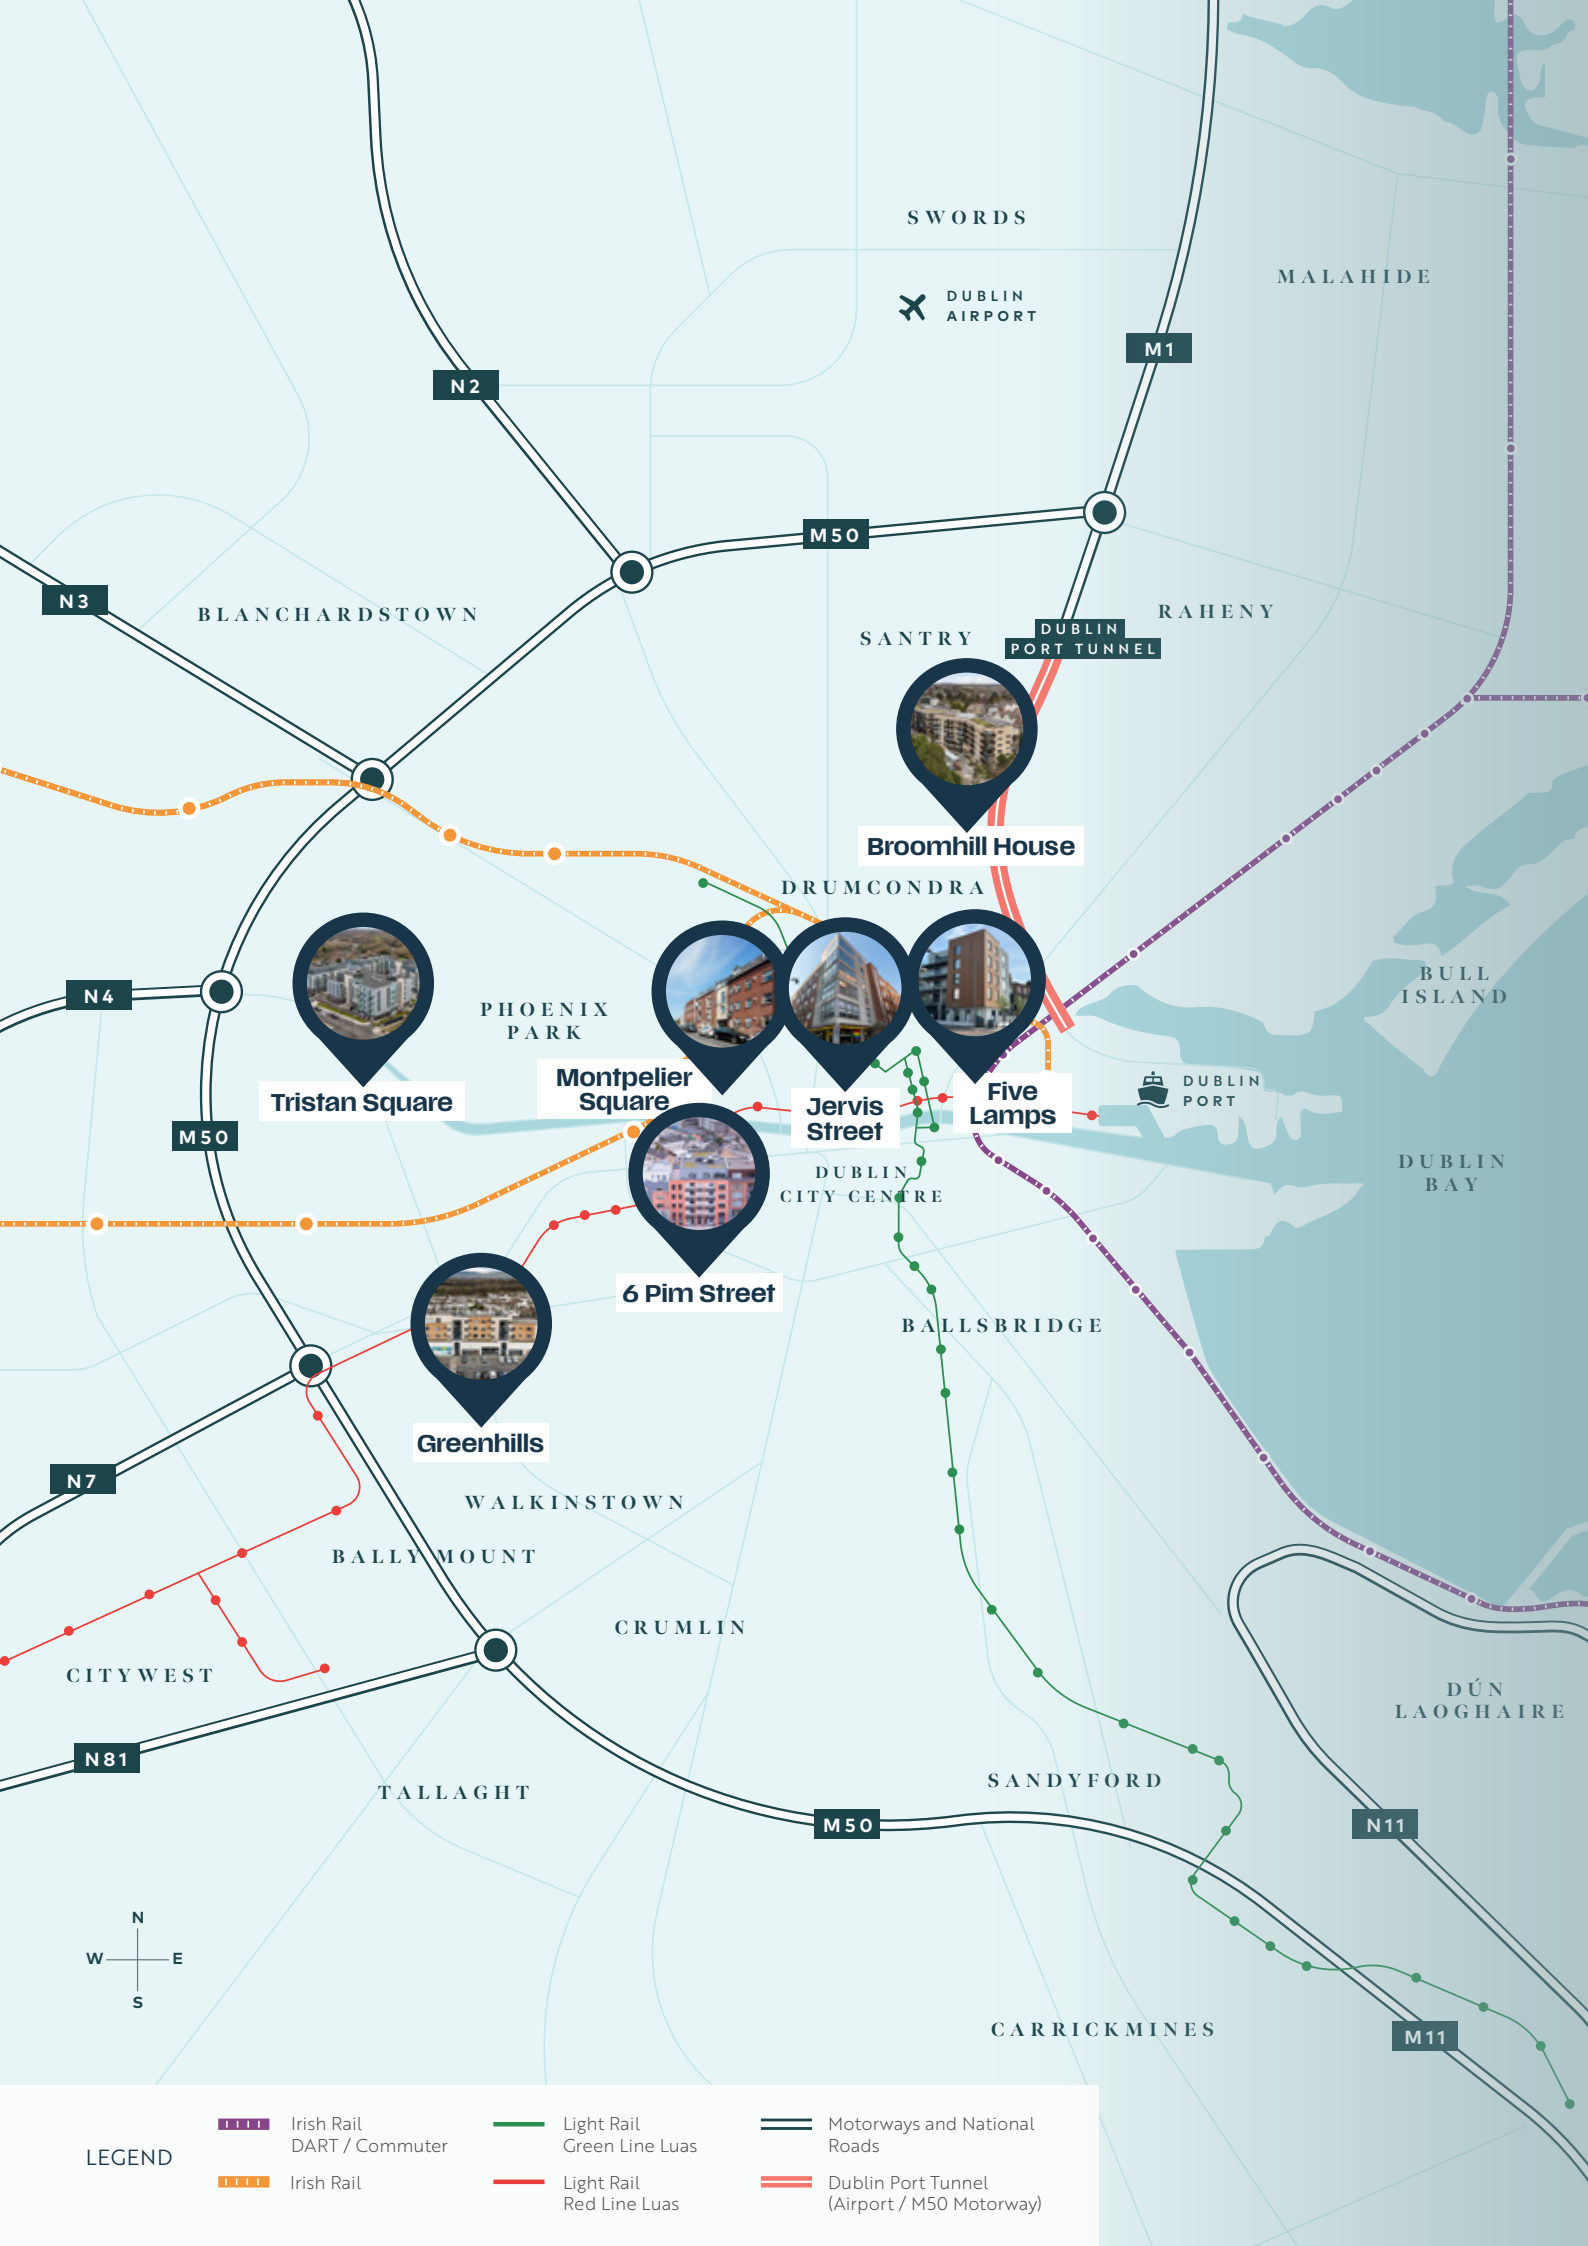 SWORDS
MALAHIDE
DUBLIN
AIRPORT
M1
N2
M50
N3
BLANCHARDSTOWN
RAHENY
SANTRY
DUBLIN
PORT TUNNEL
Broomhill House
DRUMCONDRA
BULL
ISLAND
N4
PHOENIX
PARK
Montpelier
Square
Tristan Square
Jervis
Street
Five
Lamps
DUBLIN
PORT
M50
DUBLIN
CITY CENTRE
DUBLIN
BAY
6 Pim Street
BALLSBRIDGE
Greenhills
N7
WALKINSTOWN
BALLYMOUNT
CRUMLIN
CITYWEST
DÚN
LAOGHAIRE
N81
TALLAGHT
SANDYFORD
M50
N11
N
W E
S
CARRICKMINES
M11
LEGEND
Irish Rail
DART / Commuter
Irish Rail
Light Rail
Green Line Luas
Light Rail
Red Line Luas
Motorways and National
Roads
Dublin Port Tunnel
(Airport / M50 Motorway)